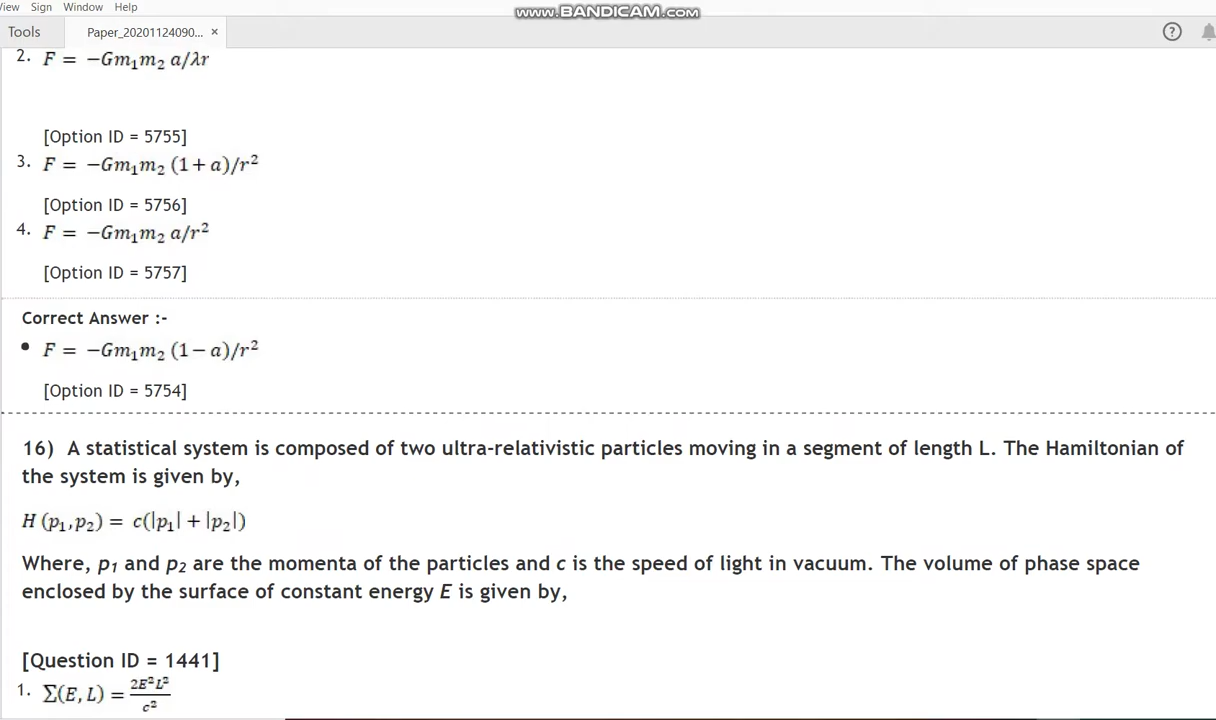 View Sign Window Help
www.BANDICAM.com
Tools Paper_20201124090... × ?
2. F = −Gm₁m₂ a/λr
[Option ID = 5755]
3. F = −Gm₁m₂ (1 + a)/r²
[Option ID = 5756]
4. F = −Gm₁m₂ a/r²
[Option ID = 5757]
Correct Answer :-
• F = −Gm₁m₂ (1 − a)/r²
[Option ID = 5754]
16) A statistical system is composed of two ultra-relativistic particles moving in a segment of length L. The Hamiltonian of
the system is given by,
H (p₁,p₂) = c(|p₁| + |p₂|)
Where, p₁ and p₂ are the momenta of the particles and c is the speed of light in vacuum. The volume of phase space
enclosed by the surface of constant energy E is given by,
[Question ID = 1441]
1. Σ(E, L) = 2E²L²/c²